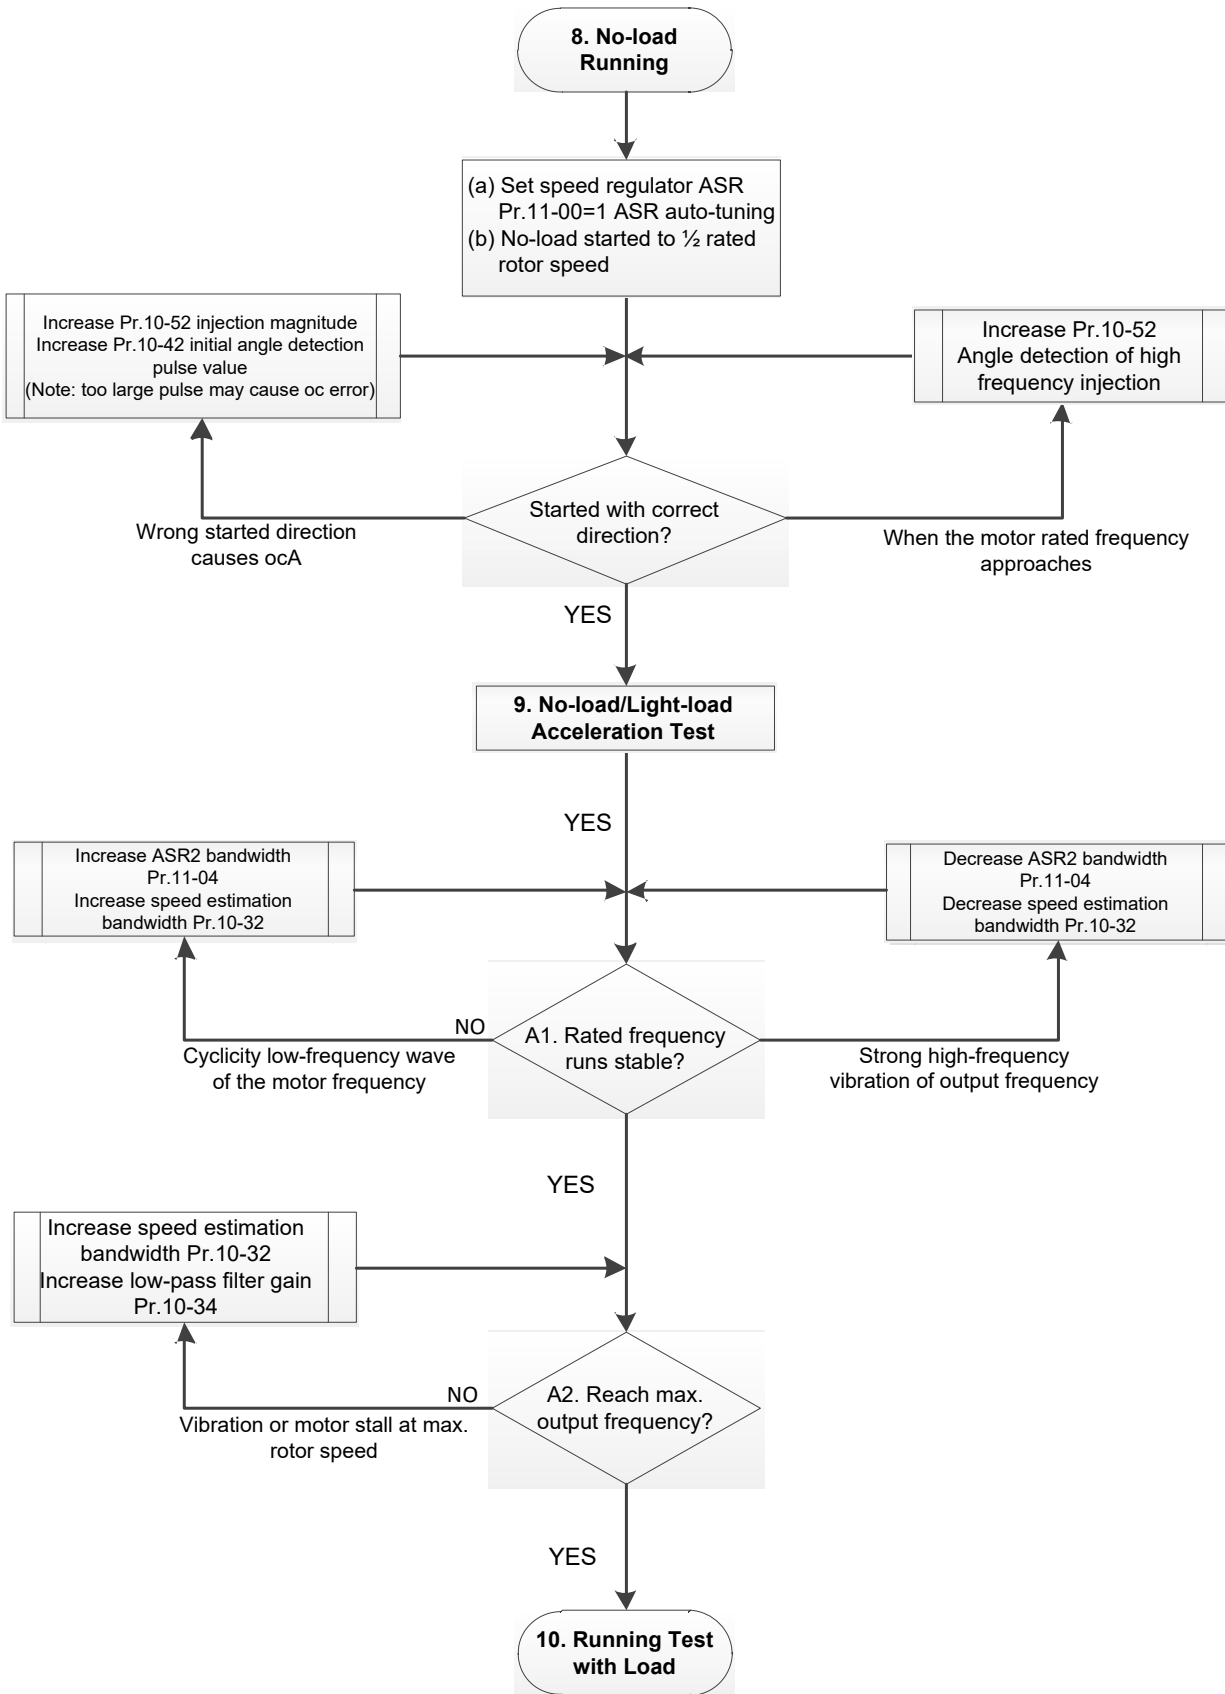 8. No-load
Running
(a) Set speed regulator ASR
Pr.11-00=1 ASR auto-tuning
(b) No-load started to ½ rated
rotor speed
Increase Pr.10-52 injection magnitude
Increase Pr.10-42 initial angle detection
pulse value
(Note: too large pulse may cause oc error)
Increase Pr.10-52
Angle detection of high
frequency injection
Started with correct
direction?
Wrong started direction
causes ocA
When the motor rated frequency
approaches
YES
9. No-load/Light-load
Acceleration Test
YES
Increase ASR2 bandwidth
Pr.11-04
Increase speed estimation
bandwidth Pr.10-32
Decrease ASR2 bandwidth
Pr.11-04
Decrease speed estimation
bandwidth Pr.10-32
NO
A1. Rated frequency
runs stable?
Cyclicity low-frequency wave
of the motor frequency
Strong high-frequency
vibration of output frequency
YES
Increase speed estimation
bandwidth Pr.10-32
Increase low-pass filter gain
Pr.10-34
NO
A2. Reach max.
output frequency?
Vibration or motor stall at max.
rotor speed
YES
10. Running Test
with Load